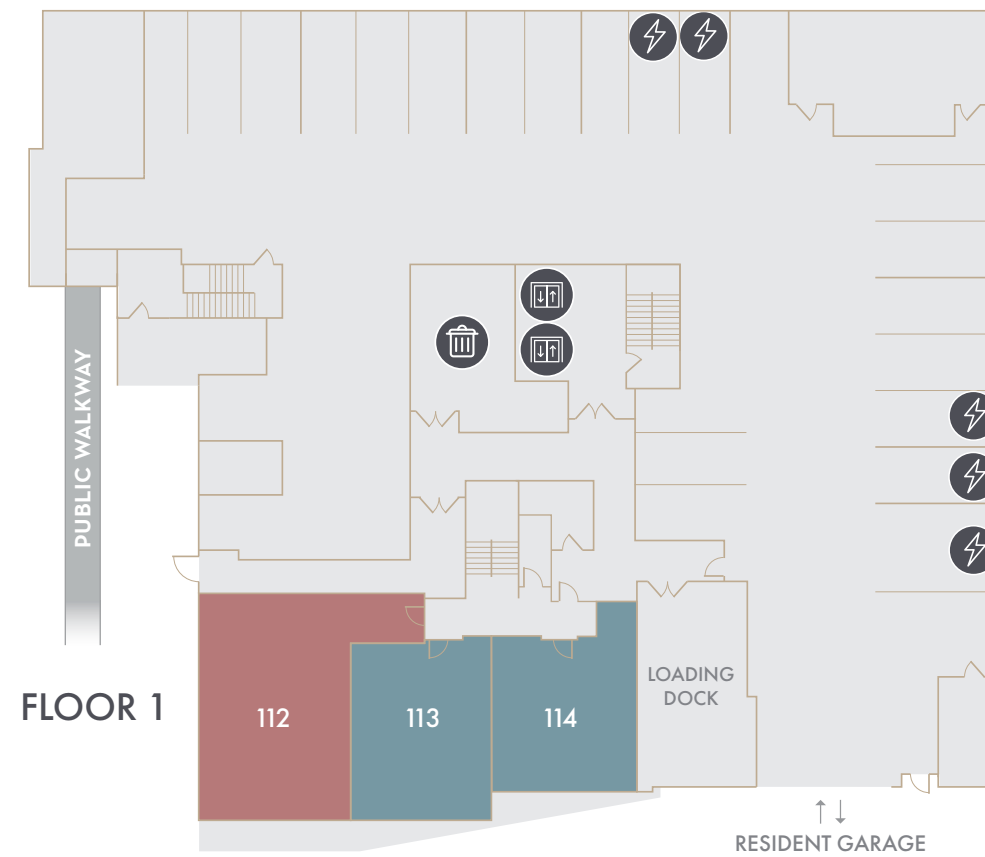 PUBLIC WALKWAY
FLOOR 1
112
113
114
LOADING
DOCK
RESIDENT GARAGE